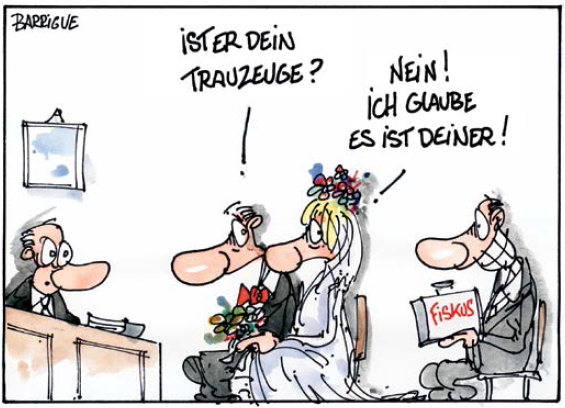 BARRIGUE
IST ER DEIN
TRAUZEUGE?
NEIN!
ICH GLAUBE
ES IST DEINER!
FISKUS